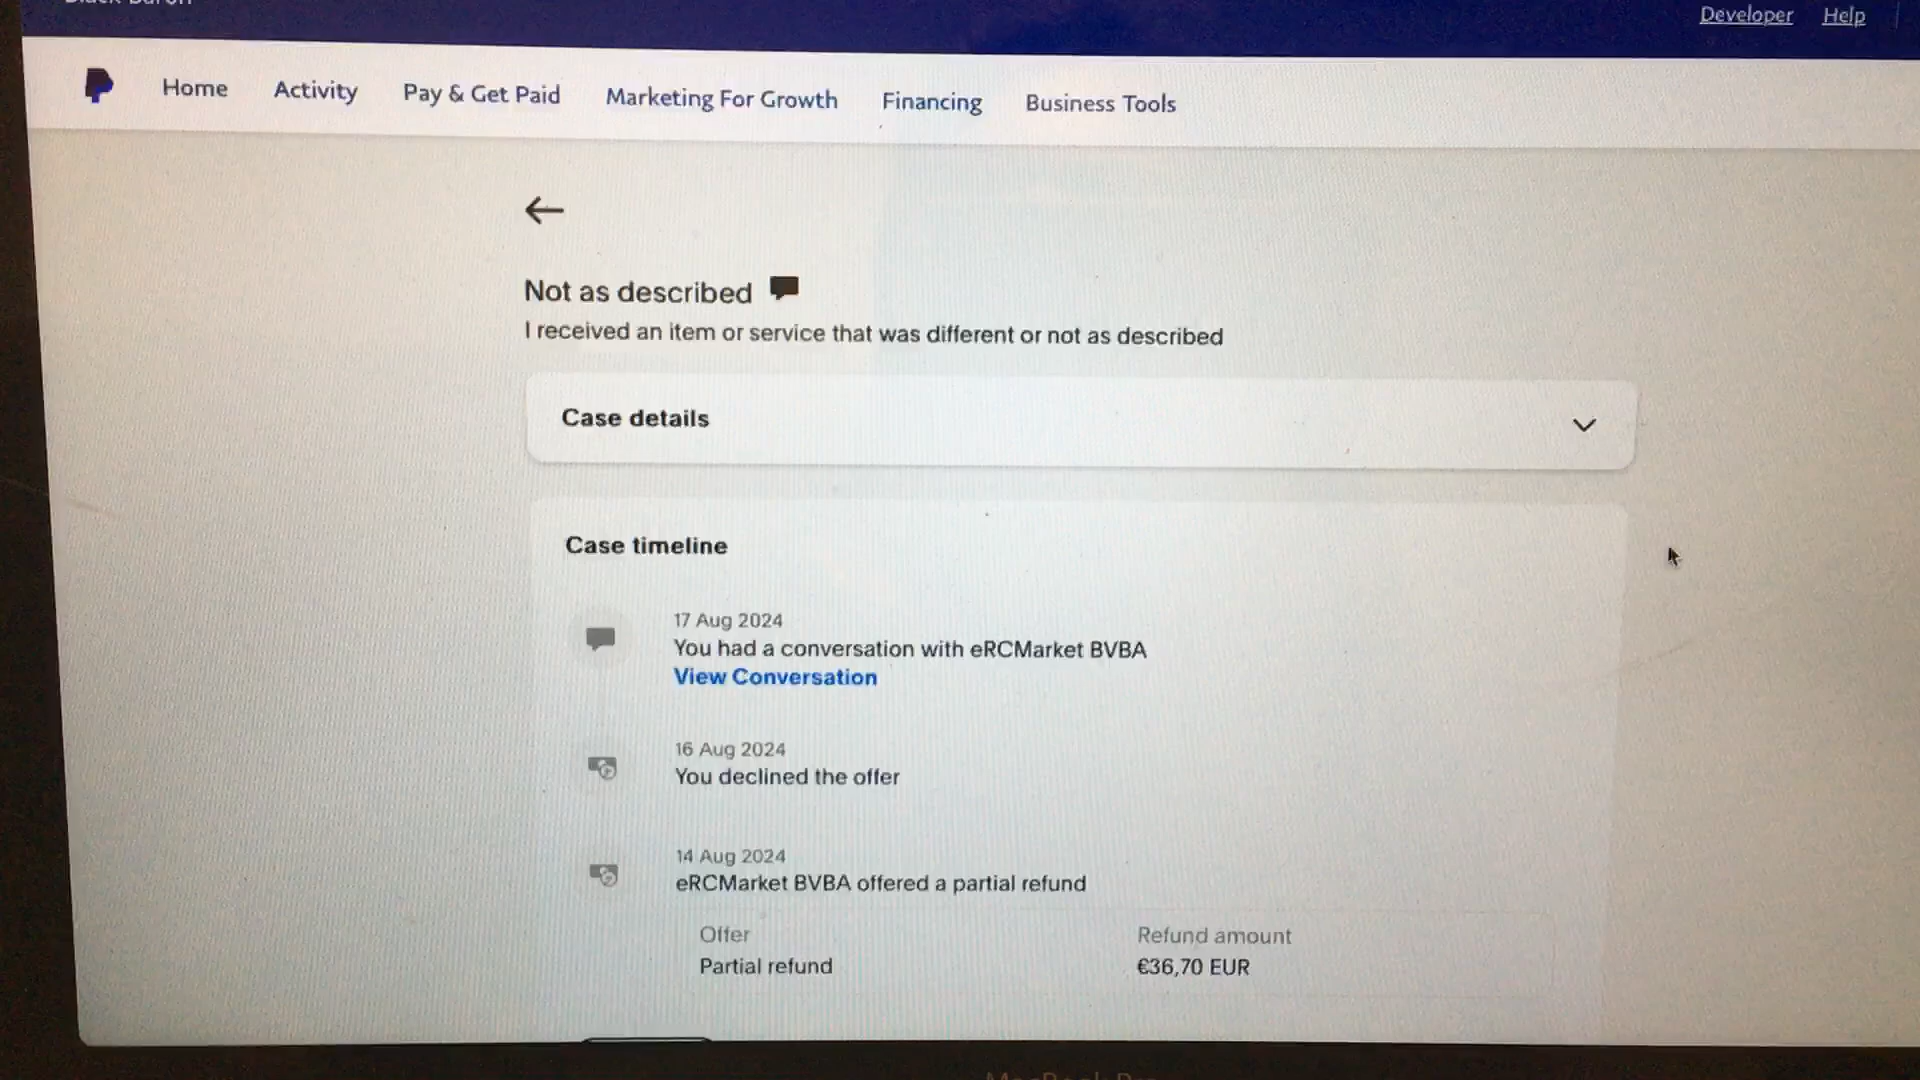 Developer Help
Home Activity Pay & Get Paid Marketing For Growth Financing Business Tools
Not as described
I received an item or service that was different or not as described
Case details
Case timeline
17 Aug 2024
You had a conversation with eRCMarket BVBA
View Conversation
16 Aug 2024
You declined the offer
14 Aug 2024
eRCMarket BVBA offered a partial refund
Offer Refund amount
Partial refund €36,70 EUR